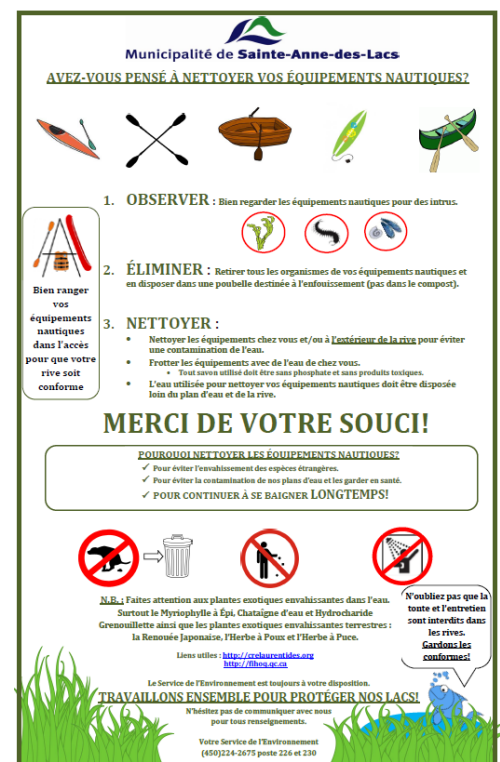 Municipalité de Sainte-Anne-des-Lacs
AVEZ-VOUS PENSÉ À NETTOYER VOS ÉQUIPEMENTS NAUTIQUES?
1. OBSERVER : Bien regarder les équipements nautiques pour des intrus.
Bien ranger
vos
équipements
nautiques
dans l'accès
pour que votre
rive soit
conforme
2. ÉLIMINER : Retirer tous les organismes de vos équipements nautiques et
en disposer dans une poubelle destinée à l'enfouissement (pas dans le compost).
3. NETTOYER :
• Nettoyer les équipements chez vous et/ou à l'extérieur de la rive pour éviter
une contamination de l'eau.
• Frotter les équipements avec de l'eau de chez vous.
• Tout savon utilisé doit être sans phosphate et sans produits toxiques.
• L'eau utilisée pour nettoyer vos équipements nautiques doit être disposée
loin du plan d'eau et de la rive.
MERCI DE VOTRE SOUCI!
POURQUOI NETTOYER LES ÉQUIPEMENTS NAUTIQUES?
✓ Pour éviter l'envahissement des espèces étrangères.
✓ Pour éviter la contamination de nos plans d'eau et les garder en santé.
✓ POUR CONTINUER À SE BAIGNER LONGTEMPS!
N.B. : Faites attention aux plantes exotiques envahissantes dans l'eau.
Surtout le Myriophylle à Épi, Chataîgne d'eau et Hydrocharide
Grenouillette ainsi que les plantes exotiques envahissantes terrestres :
la Renouée Japonaise, l'Herbe à Poux et l'Herbe à Puce.
N'oubliez pas que la
tonte et l'entretien
sont interdits dans
les rives.
Gardons les
conformes!
Liens utiles : http://crelaurentides.org
http://fihoq.qc.ca
Le Service de l'Environnement est toujours à votre disposition.
TRAVAILLONS ENSEMBLE POUR PROTÉGER NOS LACS!
N'hésitez pas de communiquer avec nous
pour tous renseignements.
Votre Service de l'Environnement
(450)224-2675 poste 226 et 230